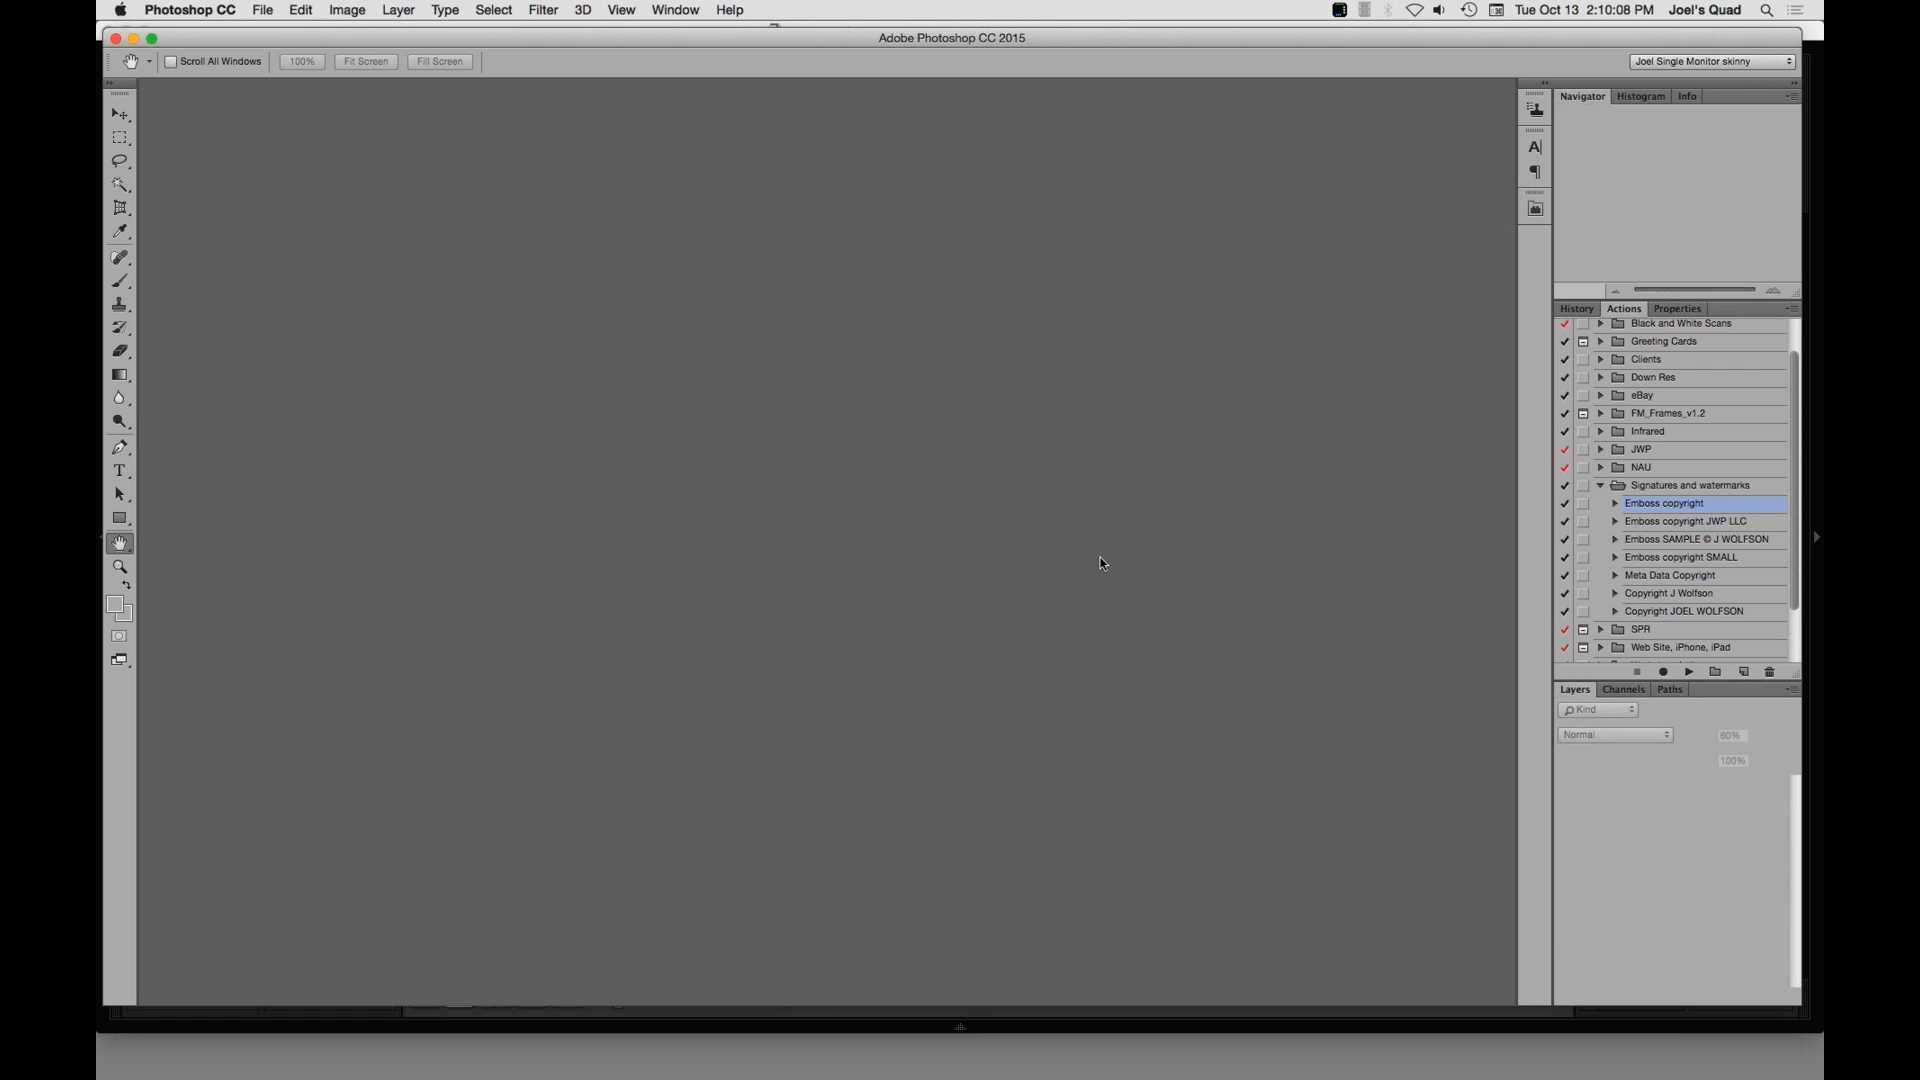 Photoshop CC File Edit Image Layer Type Select Filter 3D View Window Help Tue Oct 13 2:10:08 PM Joel's Quad
Adobe Photoshop CC 2015
Scroll All Windows 100% Fit Screen Fill Screen Joel Single Monitor skinny
Navigator Histogram Info
A|
¶
History Actions Properties
Black and White Scans
Greeting Cards
Clients
Down Res
eBay
FM_Frames_v1.2
Infrared
JWP
NAU
Signatures and watermarks
Emboss copyright
Emboss copyright JWP LLC
Emboss SAMPLE © J WOLFSON
Emboss copyright SMALL
Meta Data Copyright
Copyright J Wolfson
Copyright JOEL WOLFSON
SPR
Web Site, iPhone, iPad
Layers Channels Paths
Kind
Normal 60%
100%
T